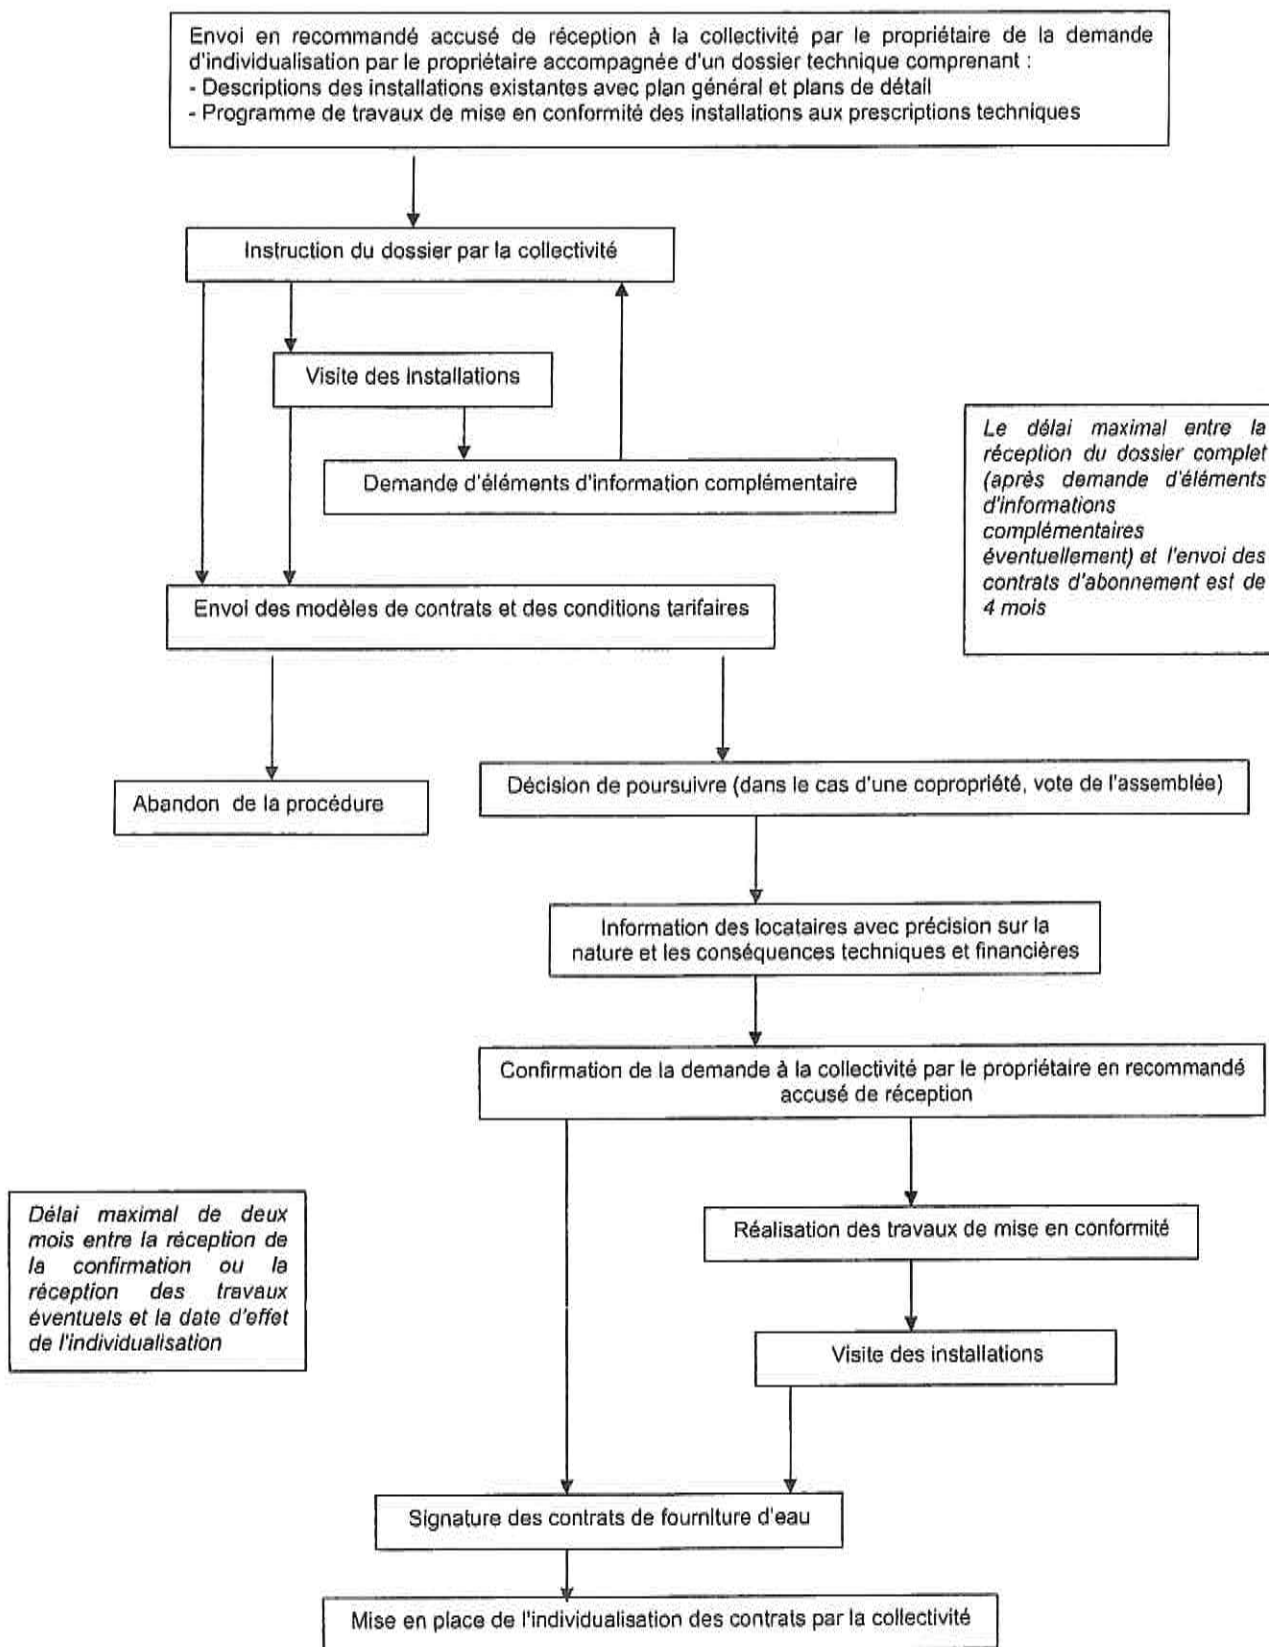 Envoi en recommandé accusé de réception à la collectivité par le propriétaire de la demande
d'individualisation par le propriétaire accompagnée d'un dossier technique comprenant :
- Descriptions des installations existantes avec plan général et plans de détail
- Programme de travaux de mise en conformité des installations aux prescriptions techniques
Instruction du dossier par la collectivité
Visite des Installations
Demande d'éléments d'information complémentaire
Le délai maximal entre la
réception du dossier complet
(après demande d'éléments
d'informations
complémentaires
éventuellement) et l'envoi des
contrats d'abonnement est de
4 mois
Envoi des modèles de contrats et des conditions tarifaires
Abandon de la procédure
Décision de poursuivre (dans le cas d'une copropriété, vote de l'assemblée)
Information des locataires avec précision sur la
nature et les conséquences techniques et financières
Confirmation de la demande à la collectivité par le propriétaire en recommandé
accusé de réception
Délai maximal de deux
mois entre la réception de
la confirmation ou la
réception des travaux
éventuels et la date d'effet
de l'individualisation
Réalisation des travaux de mise en conformité
Visite des installations
Signature des contrats de fourniture d'eau
Mise en place de l'individualisation des contrats par la collectivité